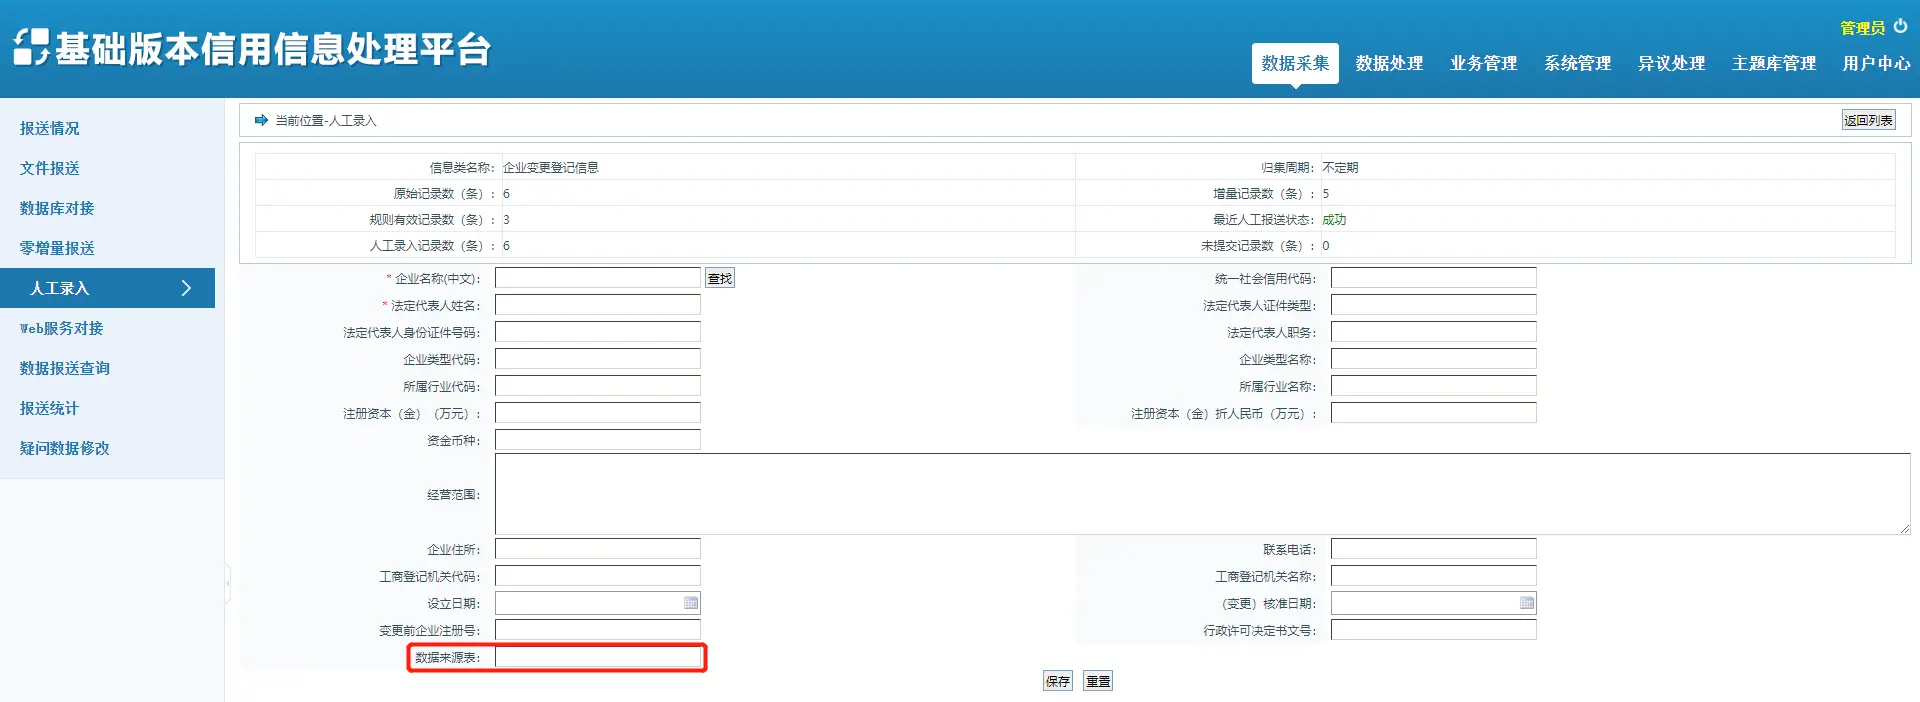 基础版本信用信息处理平台
管理员
数据采集 数据处理 业务管理 系统管理 异议处理 主题库管理 用户中心
报送情况
文件报送
数据库对接
零增量报送
人工录入
Web服务对接
数据报送查询
报送统计
疑问数据修改
当前位置-人工录入 返回列表
信息类名称: 企业变更登记信息 归集周期: 不定期
原始记录数（条）: 6 增量记录数（条）: 5
规则有效记录数（条）: 3 最近人工报送状态: 成功
人工录入记录数（条）: 6 未提交记录数（条）: 0
* 企业名称(中文): 查找 统一社会信用代码:
* 法定代表人姓名: 法定代表人证件类型:
法定代表人身份证件号码: 法定代表人职务:
企业类型代码: 企业类型名称:
所属行业代码: 所属行业名称:
注册资本（金）（万元）: 注册资本（金）折人民币（万元）:
资金币种:
经营范围:
企业住所: 联系电话:
工商登记机关代码: 工商登记机关名称:
设立日期: （变更）核准日期:
变更前企业注册号: 行政许可决定书文号:
数据来源表:
保存 重置